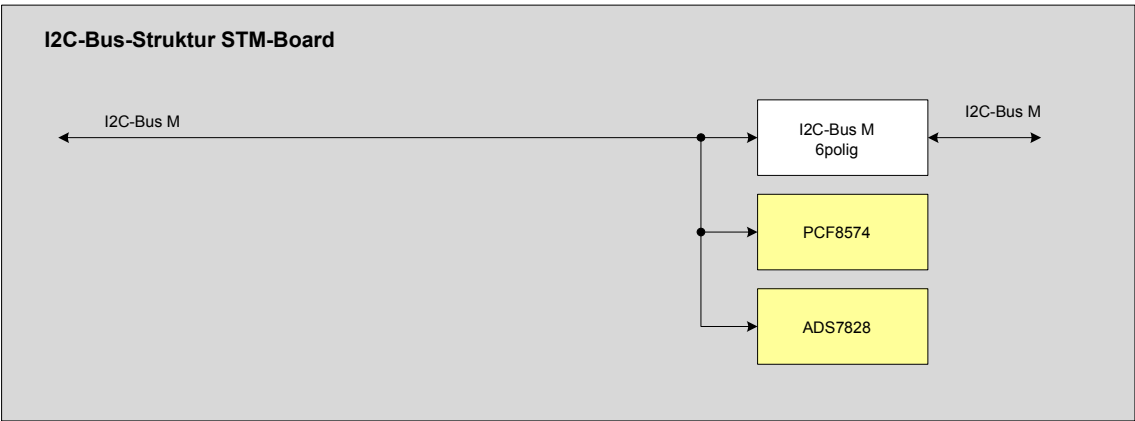 I2C-Bus-Struktur STM-Board
I2C-Bus M
I2C-Bus M
6polig
I2C-Bus M
PCF8574
ADS7828